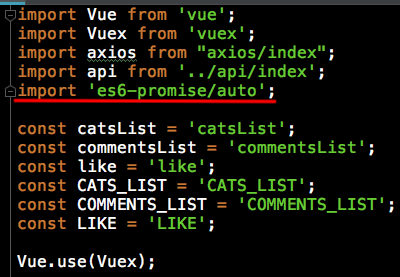 import Vue from 'vue';
import Vuex from 'vuex';
import axios from "axios/index";
import api from '../api/index';
import 'es6-promise/auto';
const catsList = 'catsList';
const commentsList = 'commentsList';
const like = 'like';
const CATS_LIST = 'CATS_LIST';
const COMMENTS_LIST = 'COMMENTS_LIST';
const LIKE = 'LIKE';
Vue.use(Vuex);